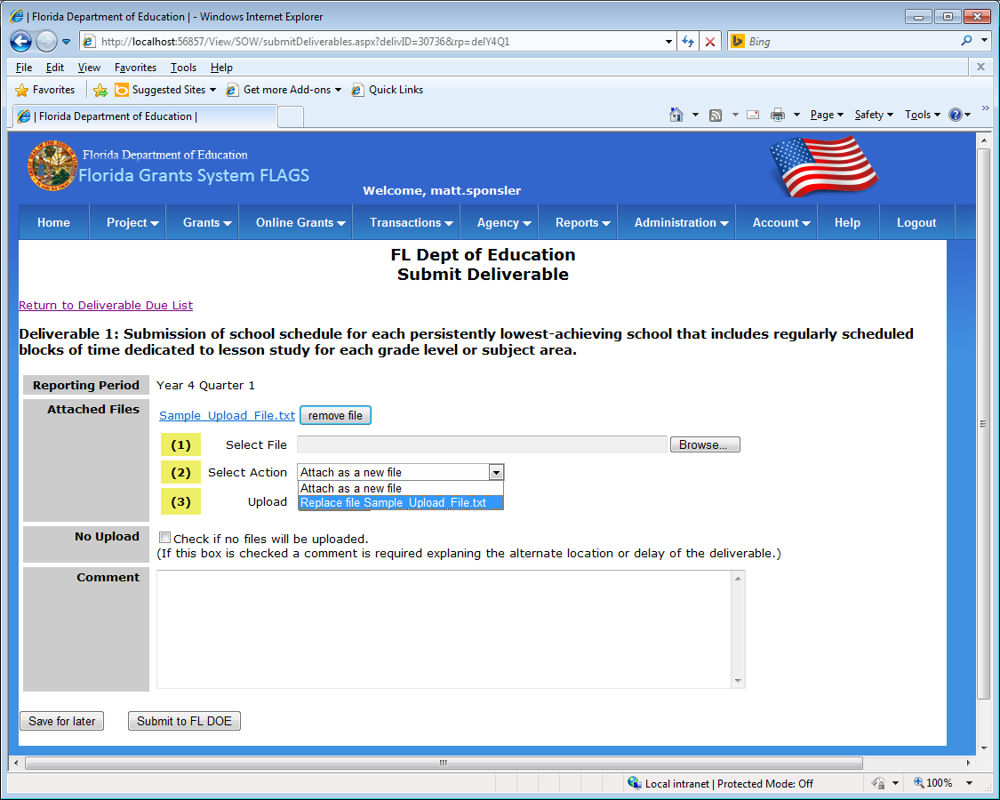 | Florida Department of Education | - Windows Internet Explorer
http://localhost:56857/View/SOW/submitDeliverables.aspx?delivID=30736&rp=delY4Q1
Bing
File Edit View Favorites Tools Help
Favorites Suggested Sites Get more Add-ons Quick Links
| Florida Department of Education |
Page Safety Tools
Florida Department of Education
Florida Grants System FLAGS
Welcome, matt.sponsler
Home Project Grants Online Grants Transactions Agency Reports Administration Account Help Logout
FL Dept of Education
Submit Deliverable
Return to Deliverable Due List
Deliverable 1: Submission of school schedule for each persistently lowest-achieving school that includes regularly scheduled
blocks of time dedicated to lesson study for each grade level or subject area.
Reporting Period Year 4 Quarter 1
Attached Files
Sample_Upload_File.txt remove file
(1) Select File Browse...
(2) Select Action Attach as a new file
Attach as a new file
Replace file Sample_Upload_File.txt
(3) Upload
No Upload
Check if no files will be uploaded.
(If this box is checked a comment is required explaning the alternate location or delay of the deliverable.)
Comment
Save for later Submit to FL DOE
Local intranet | Protected Mode: Off
100%